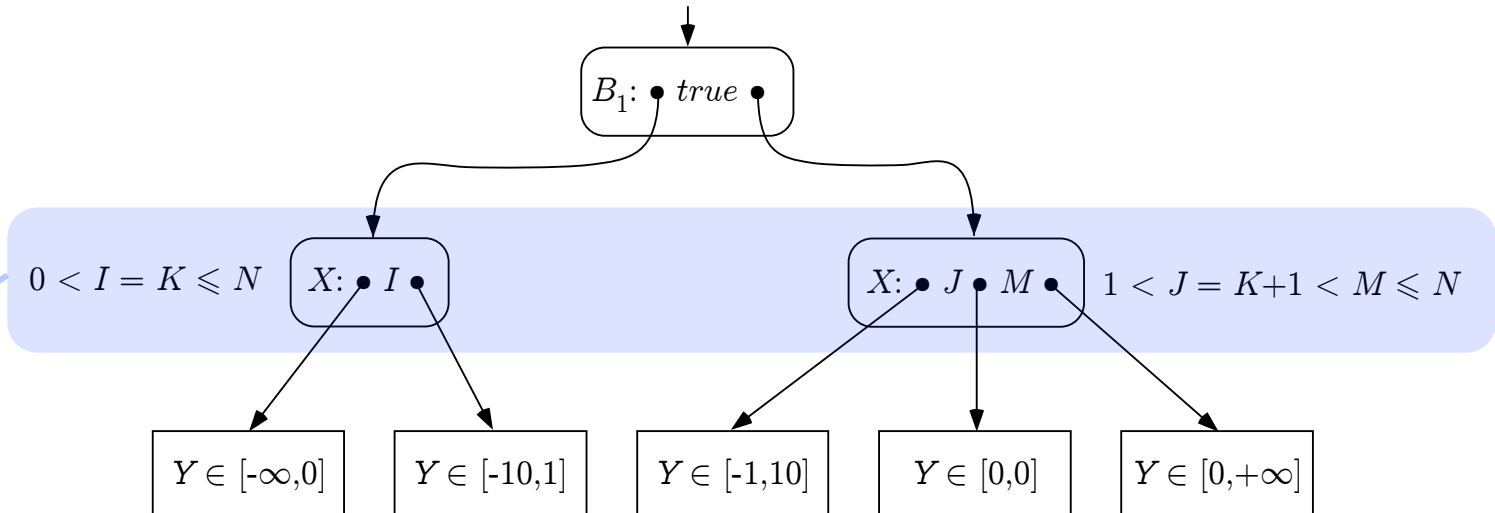 B₁: • true •
0 < I = K ⩽ N X: • I • X: • J • M • 1 < J = K+1 < M ⩽ N
Y ∈ [-∞,0] Y ∈ [-10,1] Y ∈ [-1,10] Y ∈ [0,0] Y ∈ [0,+∞]